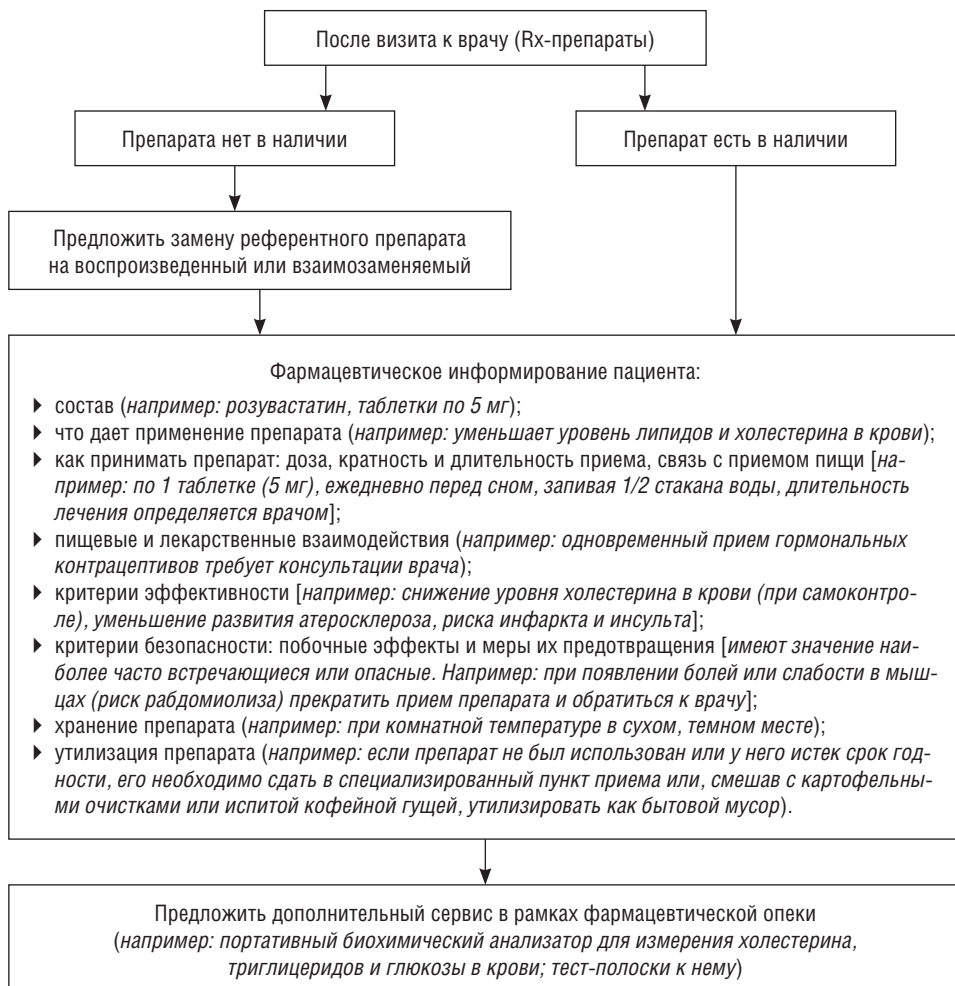 После визита к врачу (Rx-препараты)
Препарата нет в наличии
Препарат есть в наличии
Предложить замену референтного препарата
на воспроизведенный или взаимозаменяемый
Фармацевтическое информирование пациента:
состав (например: розувастатин, таблетки по 5 мг);
что дает применение препарата (например: уменьшает уровень липидов и холестерина в крови);
как принимать препарат: доза, кратность и длительность приема, связь с приемом пищи [на-
пример: по 1 таблетке (5 мг), ежедневно перед сном, запивая 1/2 стакана воды, длительность
лечения определяется врачом];
пищевые и лекарственные взаимодействия (например: одновременный прием гормональных
контрацептивов требует консультации врача);
критерии эффективности [например: снижение уровня холестерина в крови (при самоконтро-
ле), уменьшение развития атеросклероза, риска инфаркта и инсульта];
критерии безопасности: побочные эффекты и меры их предотвращения [имеют значение наи-
более часто встречающиеся или опасные. Например: при появлении болей или слабости в мыш-
цах (риск рабдомиолиза) прекратить прием препарата и обратиться к врачу];
хранение препарата (например: при комнатной температуре в сухом, темном месте);
утилизация препарата (например: если препарат не был использован или у него истек срок год-
ности, его необходимо сдать в специализированный пункт приема или, смешав с картофельны-
ми очистками или испитой кофейной гущей, утилизировать как бытовой мусор).
Предложить дополнительный сервис в рамках фармацевтической опеки
(например: портативный биохимический анализатор для измерения холестерина,
триглицеридов и глюкозы в крови; тест-полоски к нему)